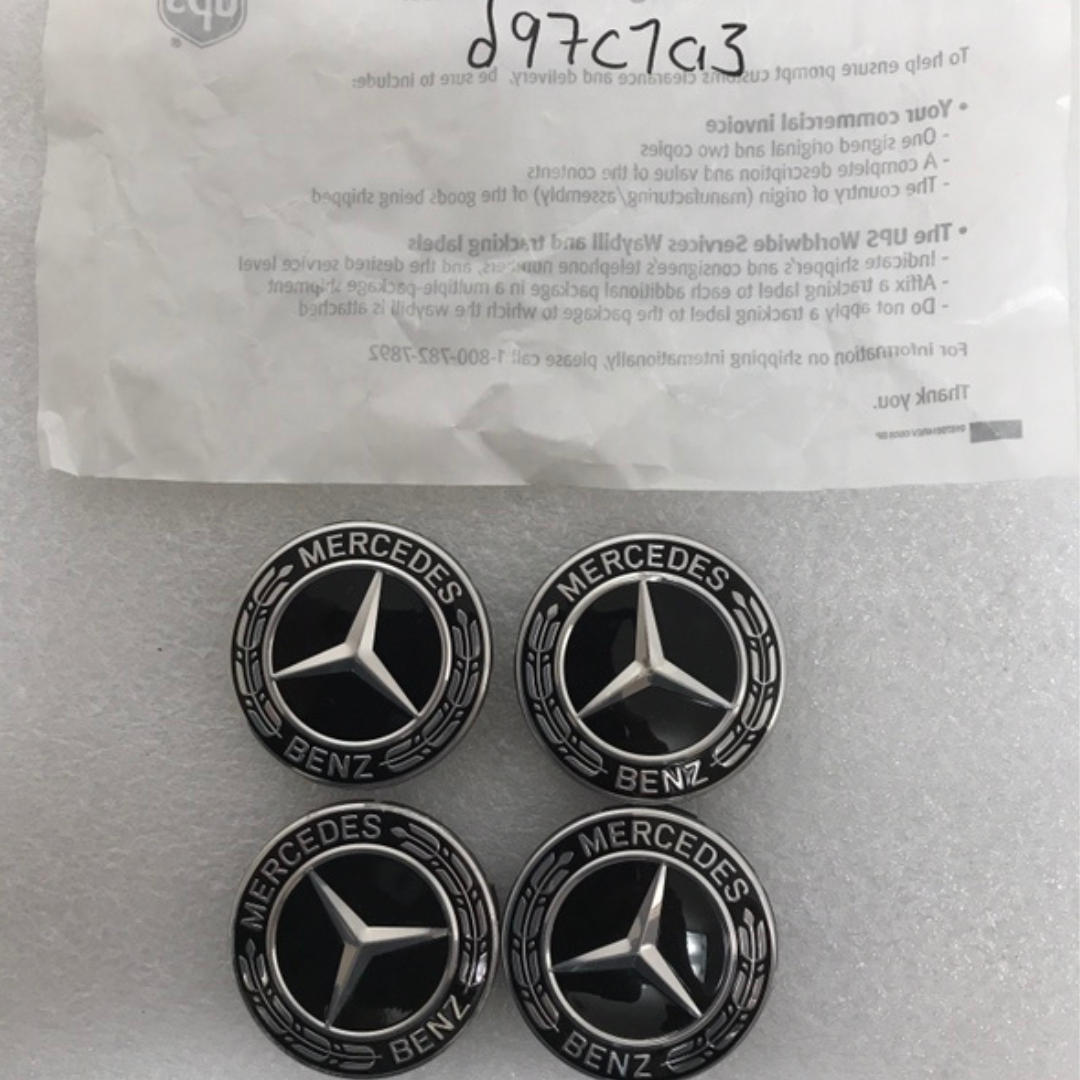 ups
d97c7a3
To help ensure prompt customs clearance and delivery, be sure to include:
• Your commercial invoice
- One signed original and two copies
- A complete description and value of the contents
- The country of origin (manufacturing/assembly) of the goods being shipped
• The UPS Worldwide Services Waybill and tracking labels
- Indicate shipper's and consignee's telephone numbers, and the desired service level
- Affix a tracking label to each additional package in a multiple-package shipment
- Do not apply a tracking label to the package to which the waybill is attached
For information on shipping internationally, please call 1-800-782-7892
Thank you.
MERCEDES
BENZ
MERCEDES
BENZ
MERCEDES
BENZ
MERCEDES
BENZ